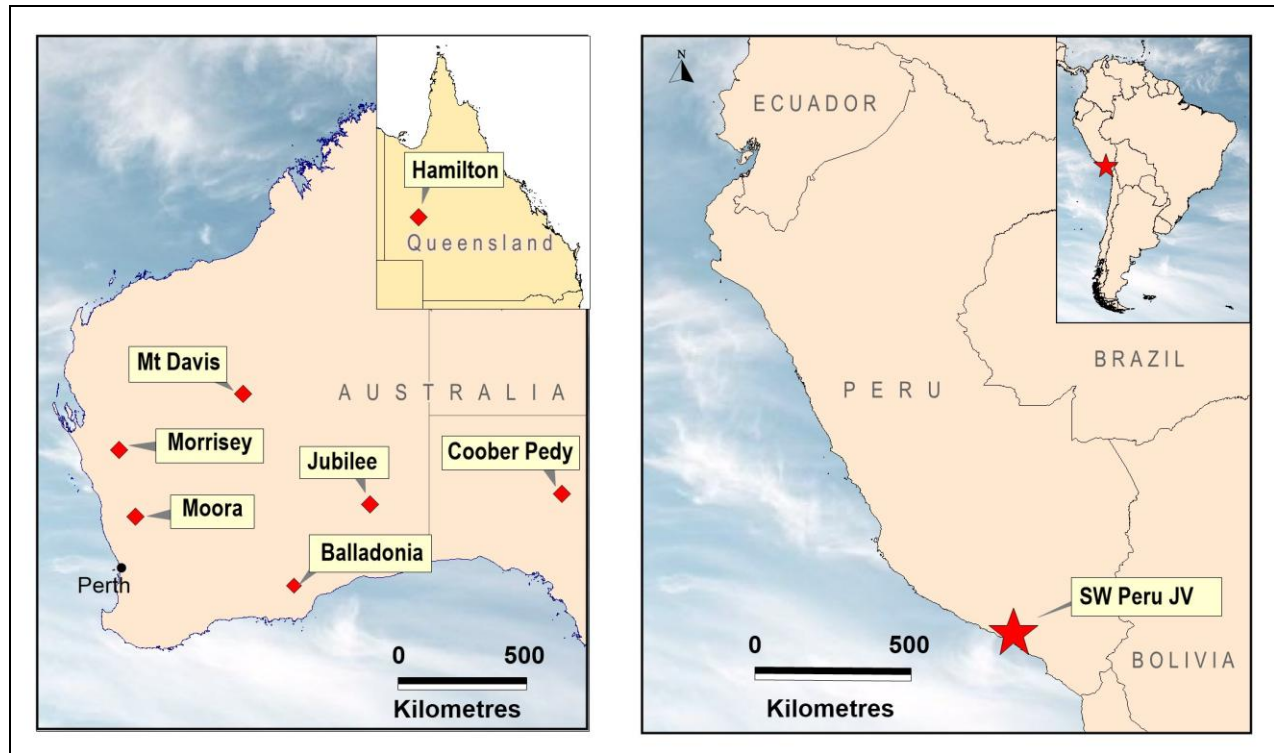 Hamilton
Queensland
Mt Davis
AUSTRALIA
Morrisey
Jubilee
Coober Pedy
Moora
Balladonia
Perth
0 500
Kilometres
N
ECUADOR
BRAZIL
PERU
SW Peru JV
0 500
BOLIVIA
Kilometres